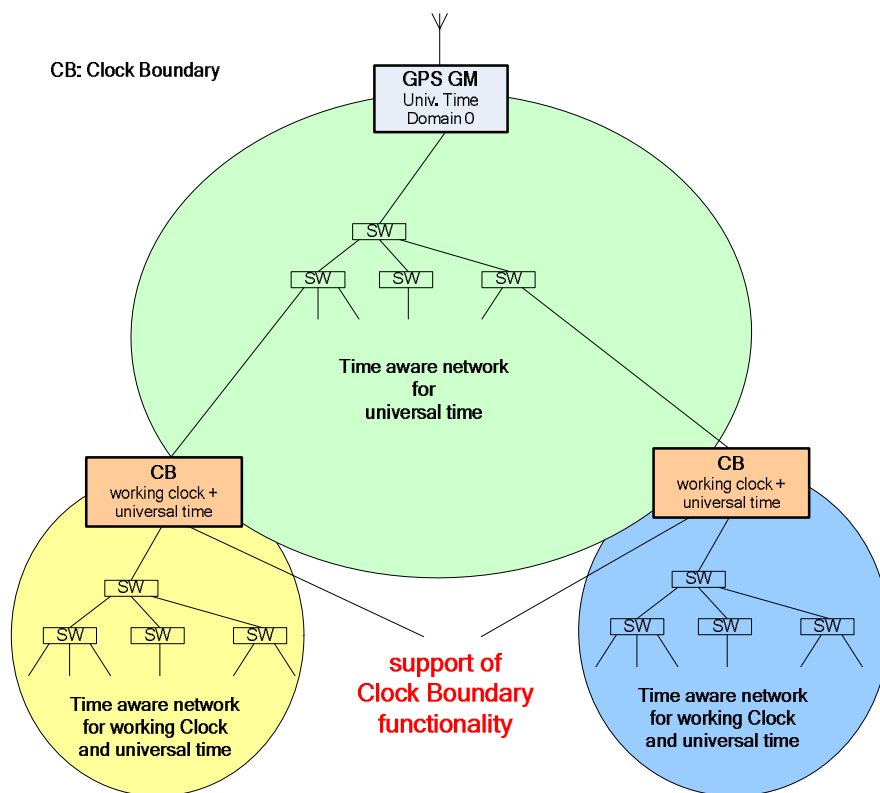 CB: Clock Boundary
GPS GM
Univ. Time
Domain 0
SW
SW
SW
SW
Time aware network
for
universal time
CB
working clock +
universal time
CB
working clock +
universal time
SW
SW
SW
SW
Time aware network
for working Clock
and universal time
support of
Clock Boundary
functionality
SW
SW
SW
SW
Time aware network
for working Clock
and universal time